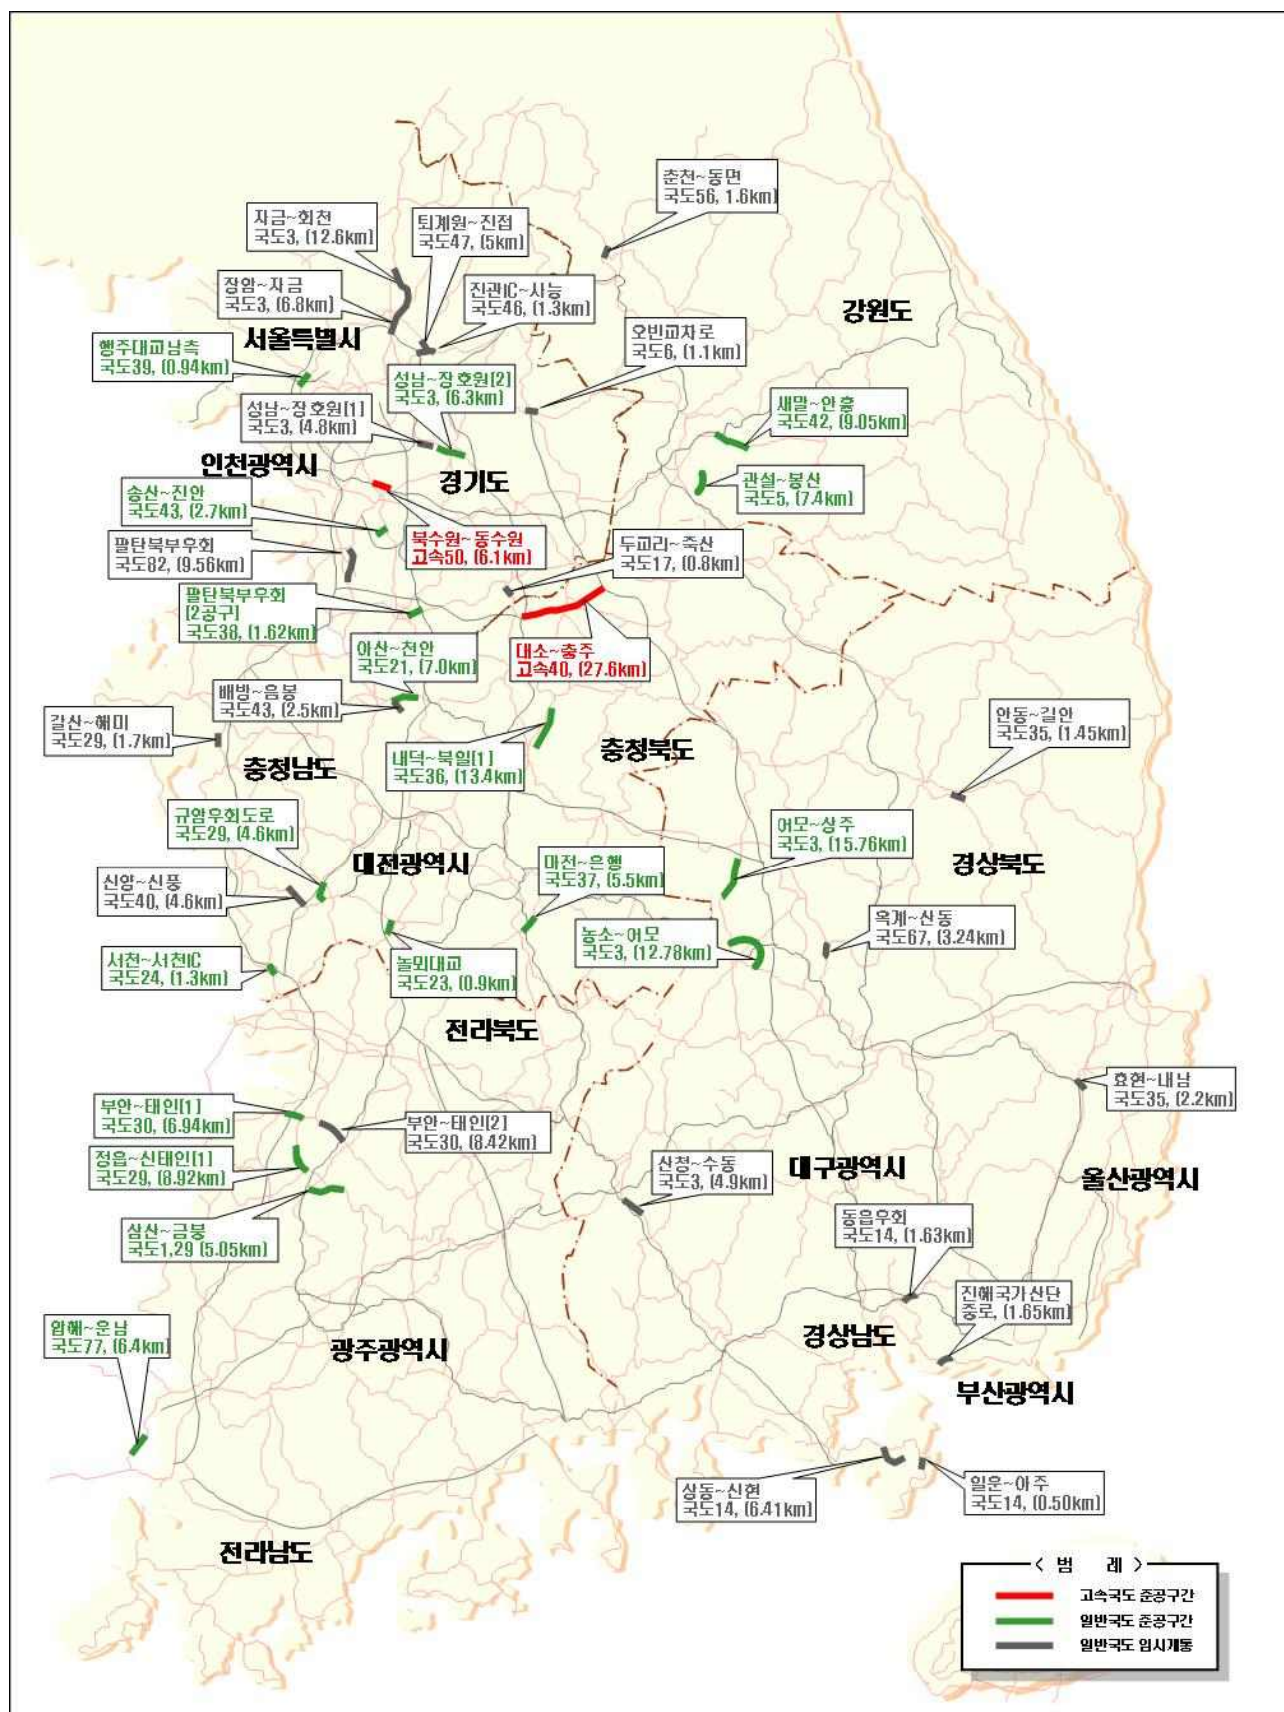 춘천~동면
국도56, 1.6km)
자금~회천
국도3, (12.6km)
퇴계원~진접
국도47, (5km)
장암~자금
국도3, (6.8km)
진관IC~사능
국도46, (1.3km)
강원도
서울특별시
오빈교차로
국도6, (1.1km)
행주대교남측
국도39, (0.94km)
성남~장호원(2)
국도3, (6.3km)
새말~안흥
국도42, (9.05km)
성남~장호원(1)
국도3, (4.8km)
인천광역시
경기도
관설~봉산
국도5, (7.4km)
송산~진안
국도43, (2.7km)
북수원~동수원
고속50, (6.1km)
두교리~죽산
국도17, (0.8km)
팔탄북부우회
국도82, (9.56km)
팔탄북부우회
(2공구)
국도38, (1.62km)
아산~천안
국도21, (7.0km)
대소~충주
고속40, (27.6km)
배방~음봉
국도43, (2.5km)
갈산~해미
국도29, (1.7km)
안동~길안
국도35, (1.45km)
충청남도
충청북도
내덕~북일(1)
국도36, (13.4km)
규암우회도로
국도29, (4.6km)
어모~상주
국도3, (15.76km)
대전광역시
마전~은행
국도37, (5.5km)
경상북도
신양~신풍
국도40, (4.6km)
옥계~산동
국도67, (3.24km)
농소~어모
국도3, (12.78km)
서천~서천IC
국도24, (1.3km)
놀뫼대교
국도23, (0.9km)
전라북도
효현~내남
국도35, (2.2km)
부안~태인(1)
국도30, (6.94km)
부안~태인(2)
국도30, (8.42km)
정읍~신태인(1)
국도29, (8.92km)
산청~수동
국도3, (4.9km)
대구광역시
울산광역시
삼산~금붕
국도1,29 (5.05km)
동읍우회
국도14, (1.63km)
진해국가산단
중로, (1.65km)
압해~운남
국도77, (6.4km)
광주광역시
경상남도
부산광역시
상동~신현
국도14, (6.41km)
일운~아주
국도14, (0.50km)
전라남도
< 범 례 >
고속국도 준공구간
일반국도 준공구간
일반국도 임시개통